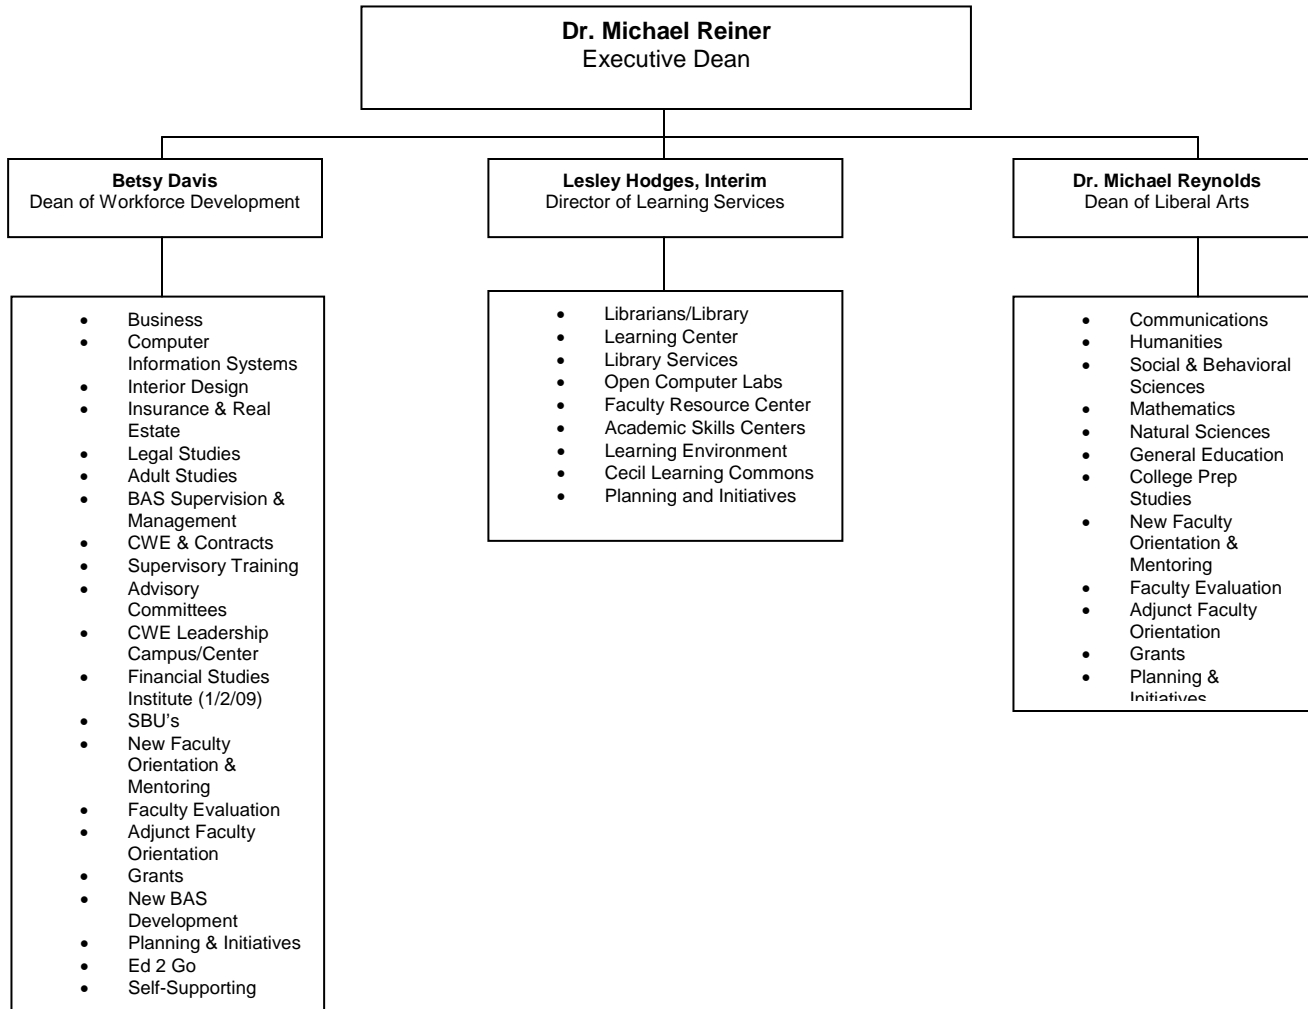 Dr. Michael Reiner
Executive Dean
Betsy Davis
Dean of Workforce Development
Lesley Hodges, Interim
Director of Learning Services
Dr. Michael Reynolds
Dean of Liberal Arts
• Business
• Computer
Information Systems
• Interior Design
• Insurance & Real
Estate
• Legal Studies
• Adult Studies
• BAS Supervision &
Management
• CWE & Contracts
• Supervisory Training
• Advisory
Committees
• CWE Leadership
Campus/Center
• Financial Studies
Institute (1/2/09)
• SBU's
• New Faculty
Orientation &
Mentoring
• Faculty Evaluation
• Adjunct Faculty
Orientation
• Grants
• New BAS
Development
• Planning & Initiatives
• Ed 2 Go
• Self-Supporting
• Librarians/Library
• Learning Center
• Library Services
• Open Computer Labs
• Faculty Resource Center
• Academic Skills Centers
• Learning Environment
• Cecil Learning Commons
• Planning and Initiatives
• Communications
• Humanities
• Social & Behavioral
Sciences
• Mathematics
• Natural Sciences
• General Education
• College Prep
Studies
• New Faculty
Orientation &
Mentoring
• Faculty Evaluation
• Adjunct Faculty
Orientation
• Grants
• Planning &
Initiatives